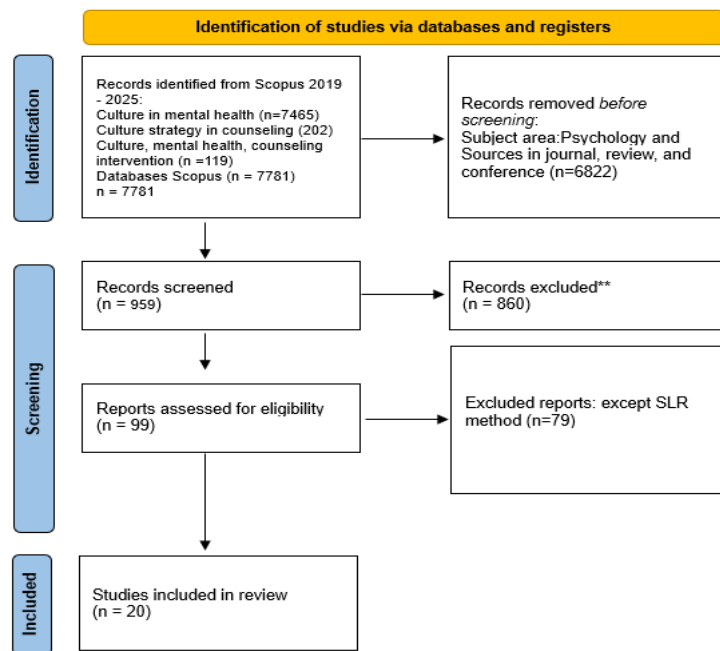 Identification of studies via databases and registers
Identification
Records identified from Scopus 2019
- 2025:
Culture in mental health (n=7465)
Culture strategy in counseling (202)
Culture, mental health, counseling
intervention (n =119)
Databases Scopus (n = 7781)
n = 7781
Records removed before
screening:
Subject area:Psychology and
Sources in journal, review, and
conference (n=6822)
Screening
Records screened
(n = 959)
Records excluded**
(n = 860)
Reports assessed for eligibility
(n = 99)
Excluded reports: except SLR
method (n=79)
Included
Studies included in review
(n = 20)